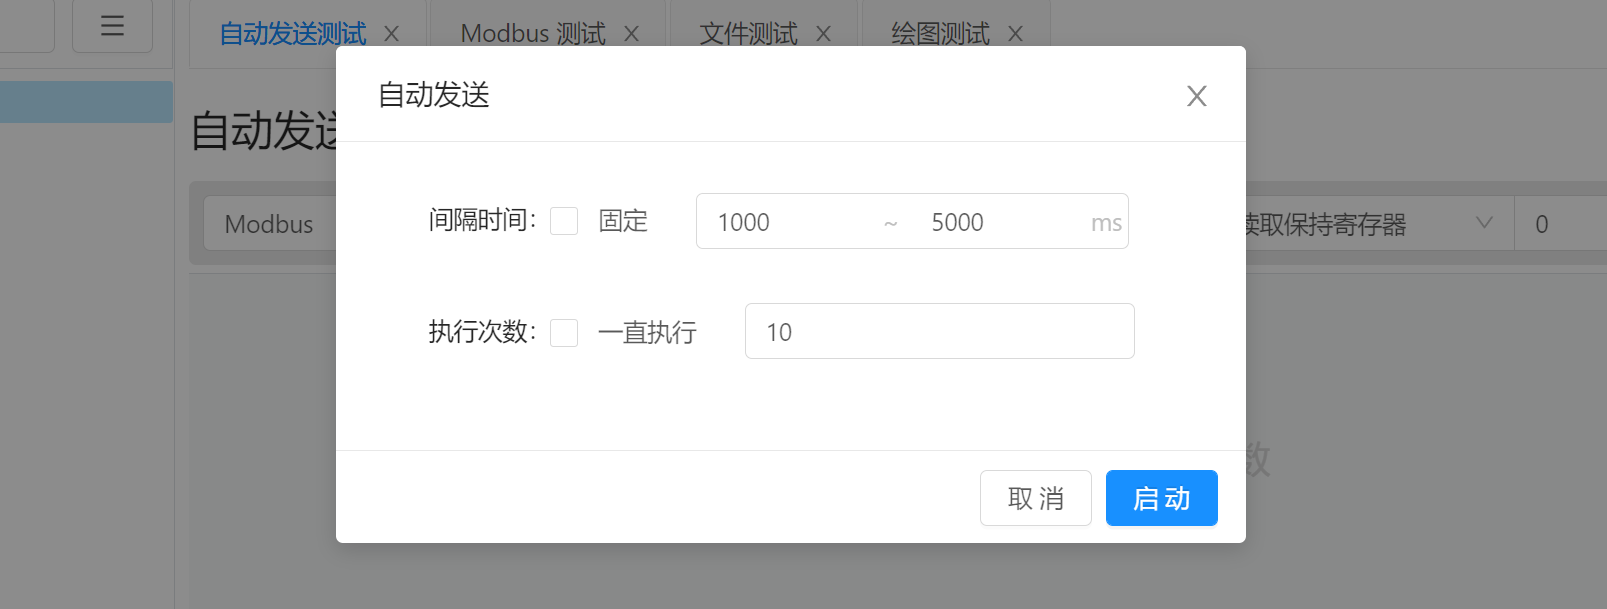 自动发送测试 Modbus 测试 文件测试 绘图测试
自动发送
自动发
Modbus 读取保持寄存器 0
间隔时间: 固定 1000 ~ 5000 ms
执行次数: 一直执行 10
数
取 消 启 动